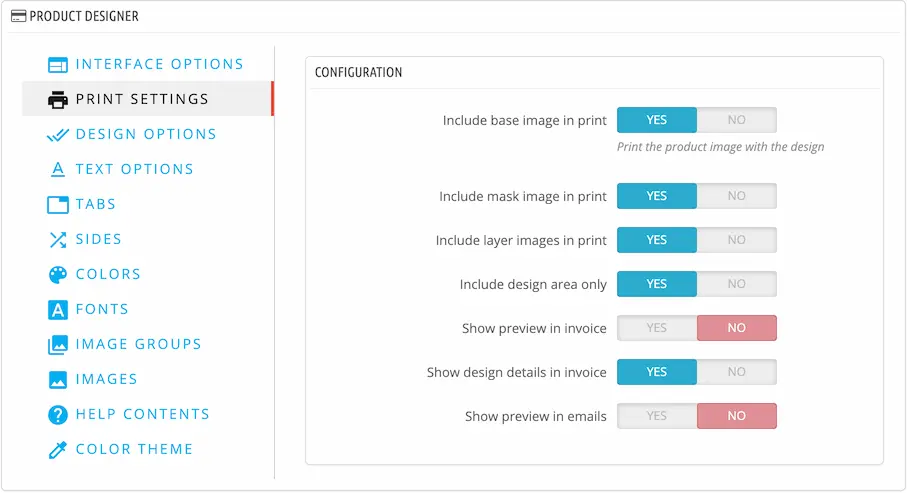 PRODUCT DESIGNER
INTERFACE OPTIONS
PRINT SETTINGS
DESIGN OPTIONS
TEXT OPTIONS
TABS
SIDES
COLORS
FONTS
IMAGE GROUPS
IMAGES
HELP CONTENTS
COLOR THEME
CONFIGURATION
Include base image in print YES NO
Print the product image with the design
Include mask image in print YES NO
Include layer images in print YES NO
Include design area only YES NO
Show preview in invoice YES NO
Show design details in invoice YES NO
Show preview in emails YES NO